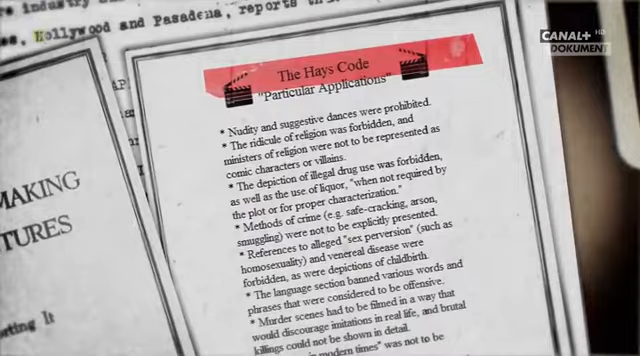 re industry
Hollywood and Pasadena, reports
CANAL+ HD
DOKUMENT
The Hays Code
"Particular Applications"
* Nudity and suggestive dances were prohibited.
* The ridicule of religion was forbidden, and
ministers of religion were not to be represented as
comic characters or villains.
* The depiction of illegal drug use was forbidden,
as well as the use of liquor, "when not required by
the plot or for proper characterization."
* Methods of crime (e.g. safe-cracking, arson,
smuggling) were not to be explicitly presented.
* References to alleged "sex perversion" (such as
homosexuality) and venereal disease were
forbidden, as were depictions of childbirth.
* The language section banned various words and
phrases that were considered to be offensive.
* Murder scenes had to be filmed in a way that
would discourage imitations in real life, and brutal
killings could not be shown in detail.
in modern times" was not to be
MAKING
TURES
It